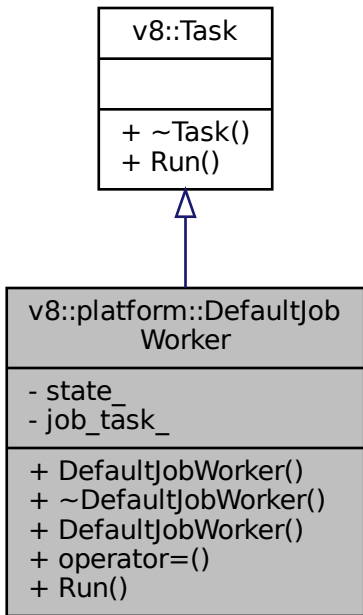 v8::Task
+ ~Task()
+ Run()
v8::platform::DefaultJob
Worker
- state_
- job_task_
+ DefaultJobWorker()
+ ~DefaultJobWorker()
+ DefaultJobWorker()
+ operator=()
+ Run()